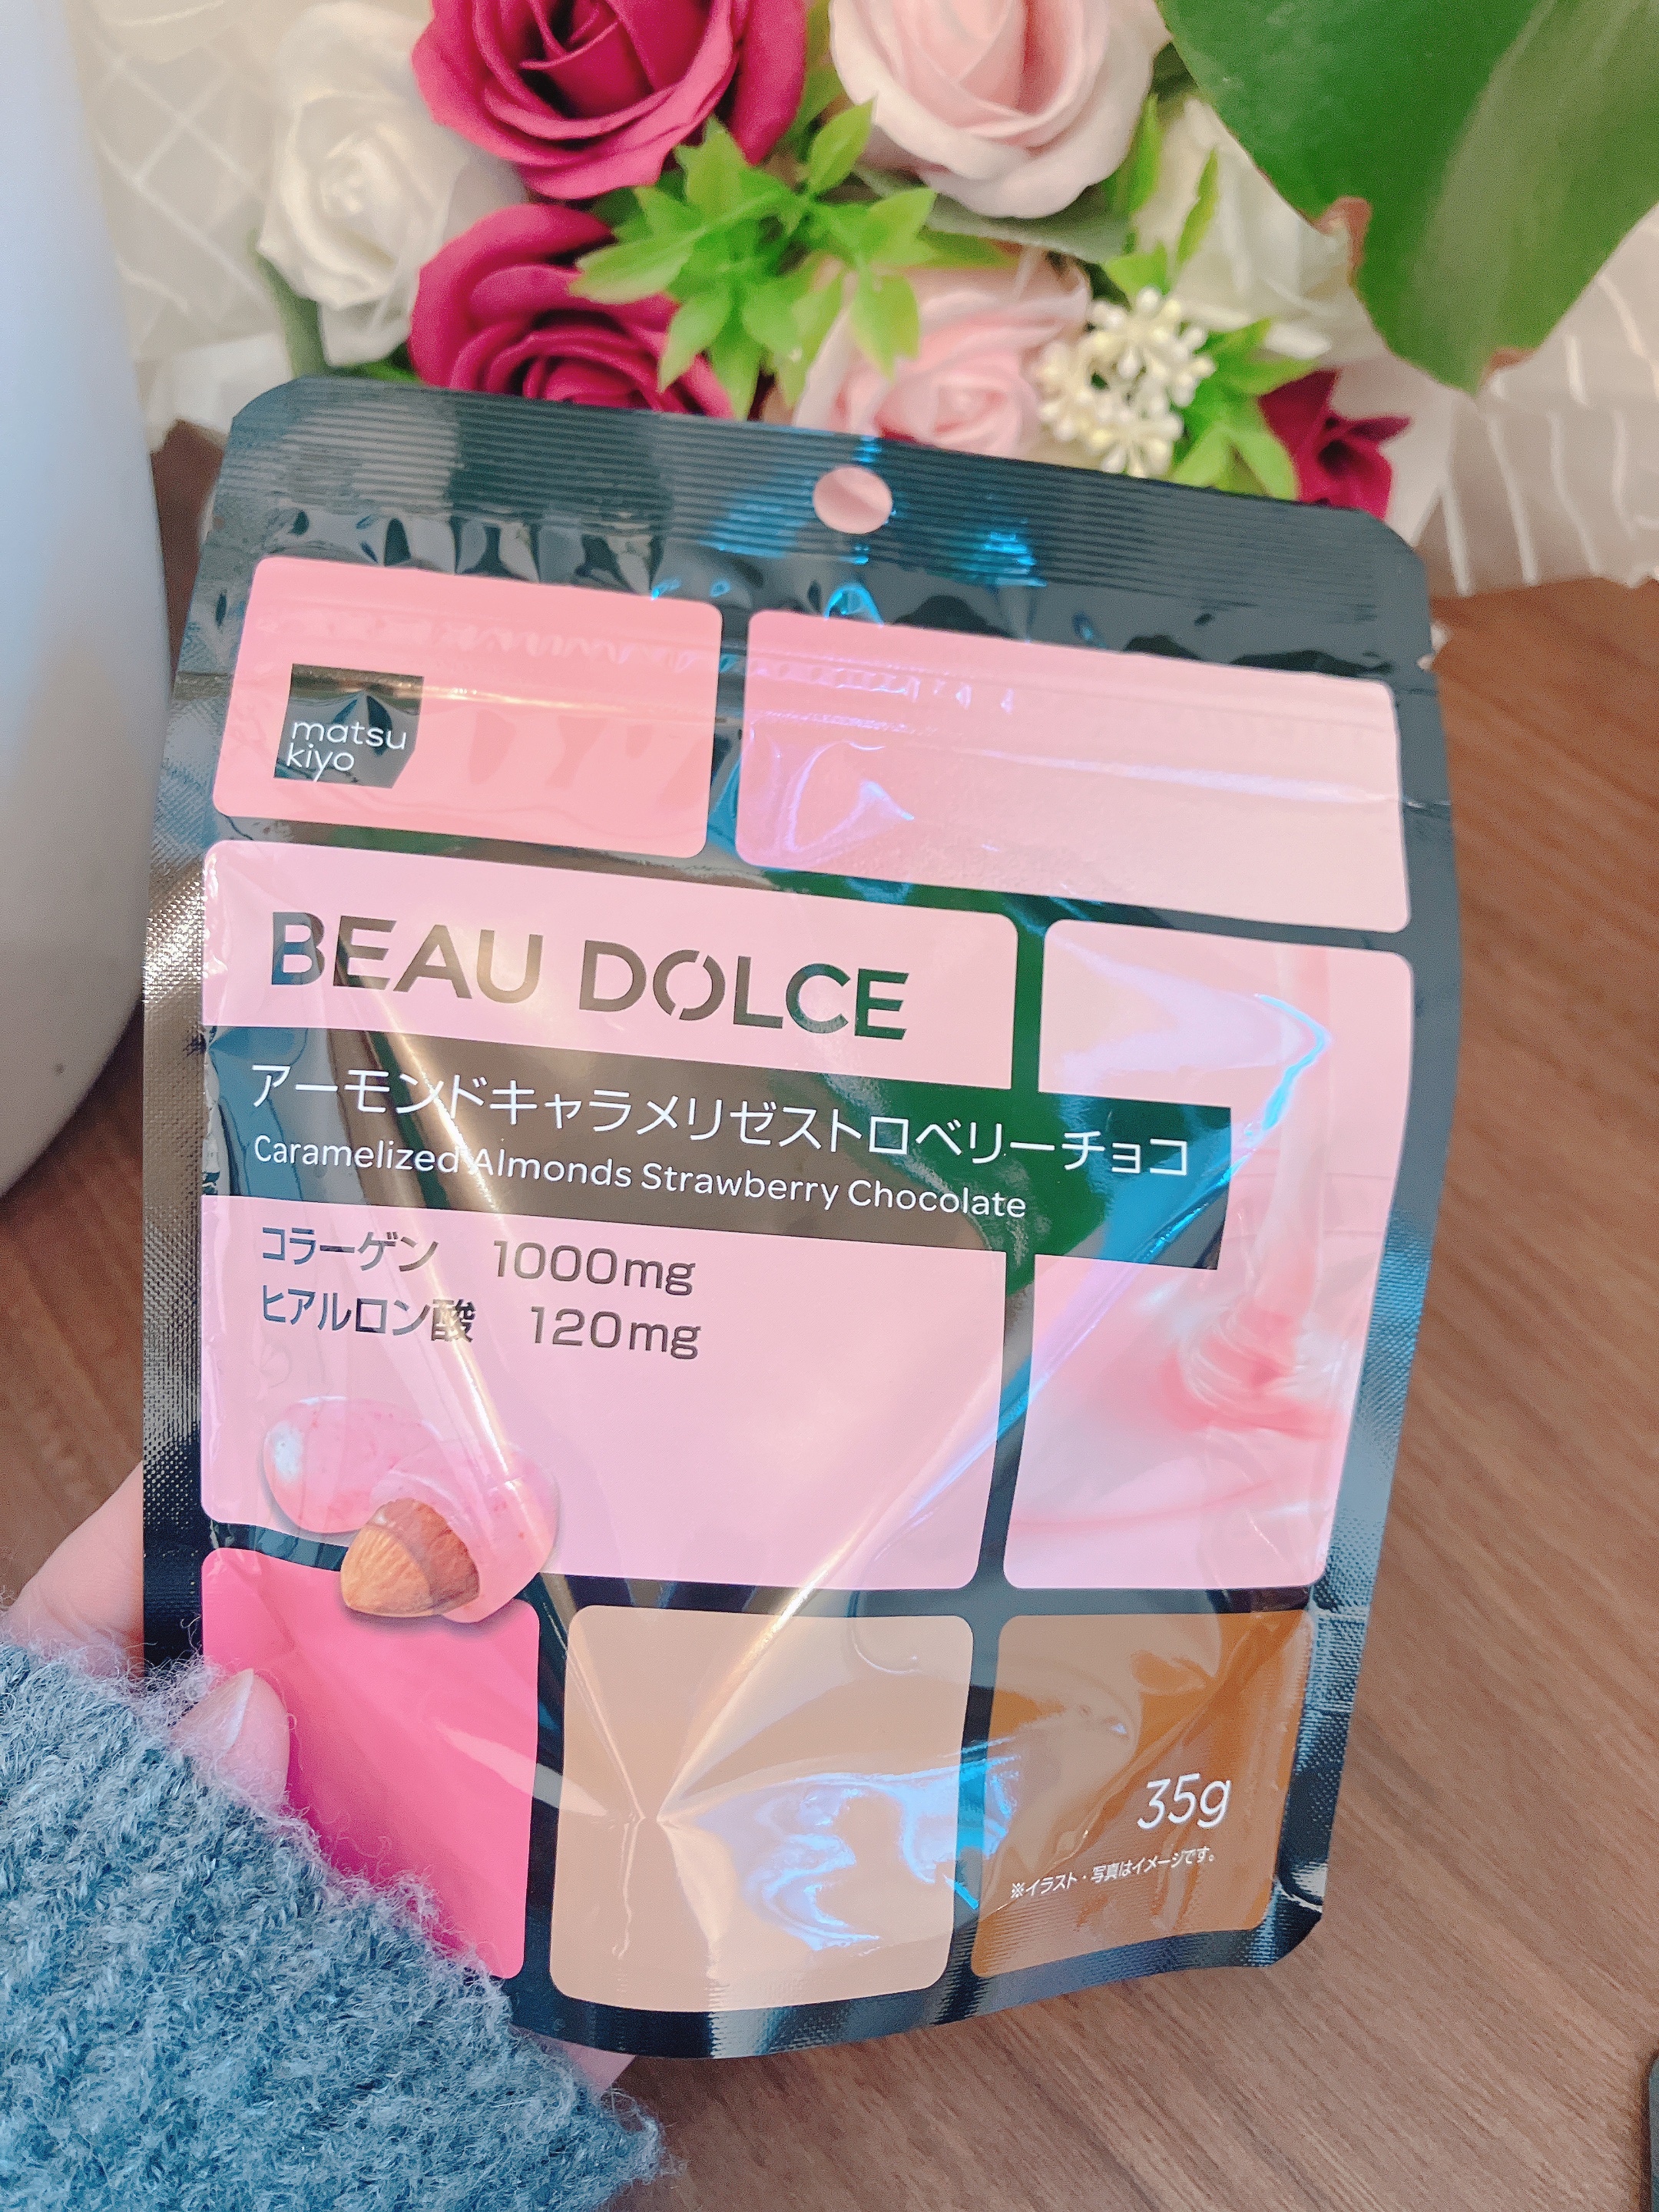 matsu
kiyo
BEAU DOLCE
アーモンドキャラメリゼストロベリーチョコ
Caramelized Almonds Strawberry Chocolate
コラーゲン 1000mg
ヒアルロン酸 120mg
35g
※イラスト・写真はイメージです。